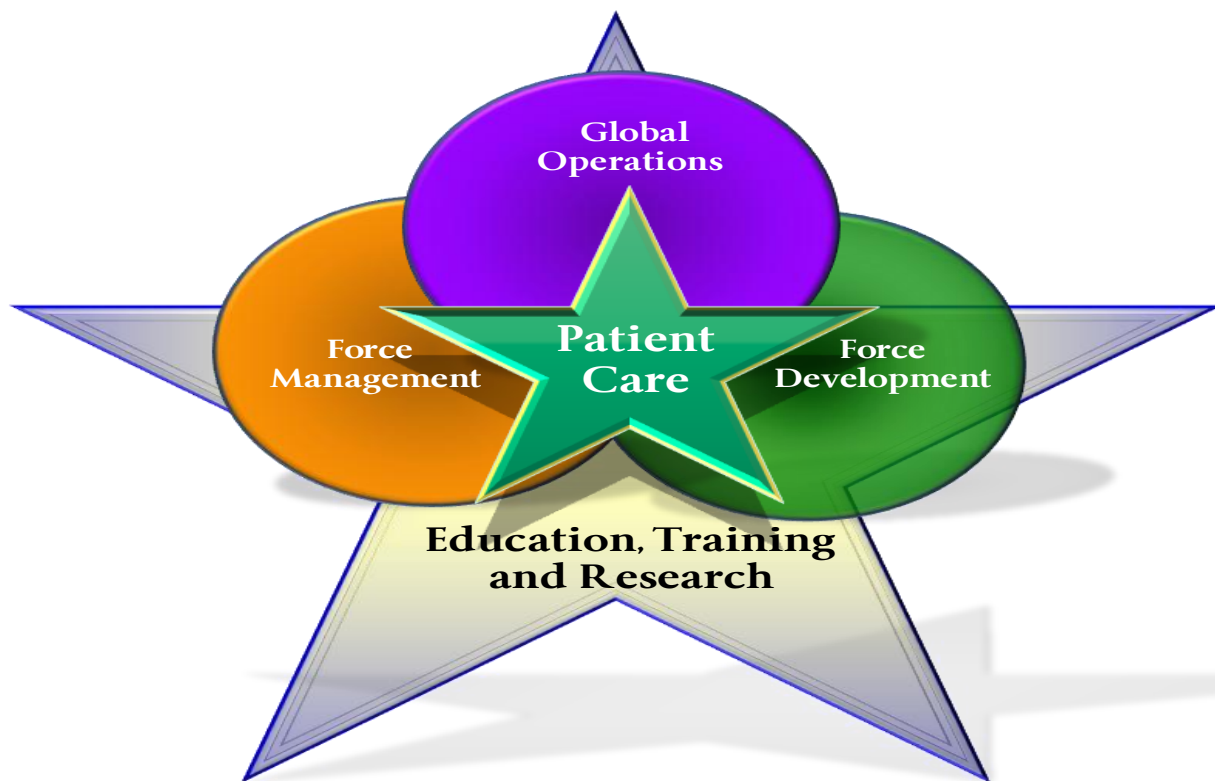 Global
Operations
Force
Management
Patient
Care
Force
Development
Education, Training
and Research